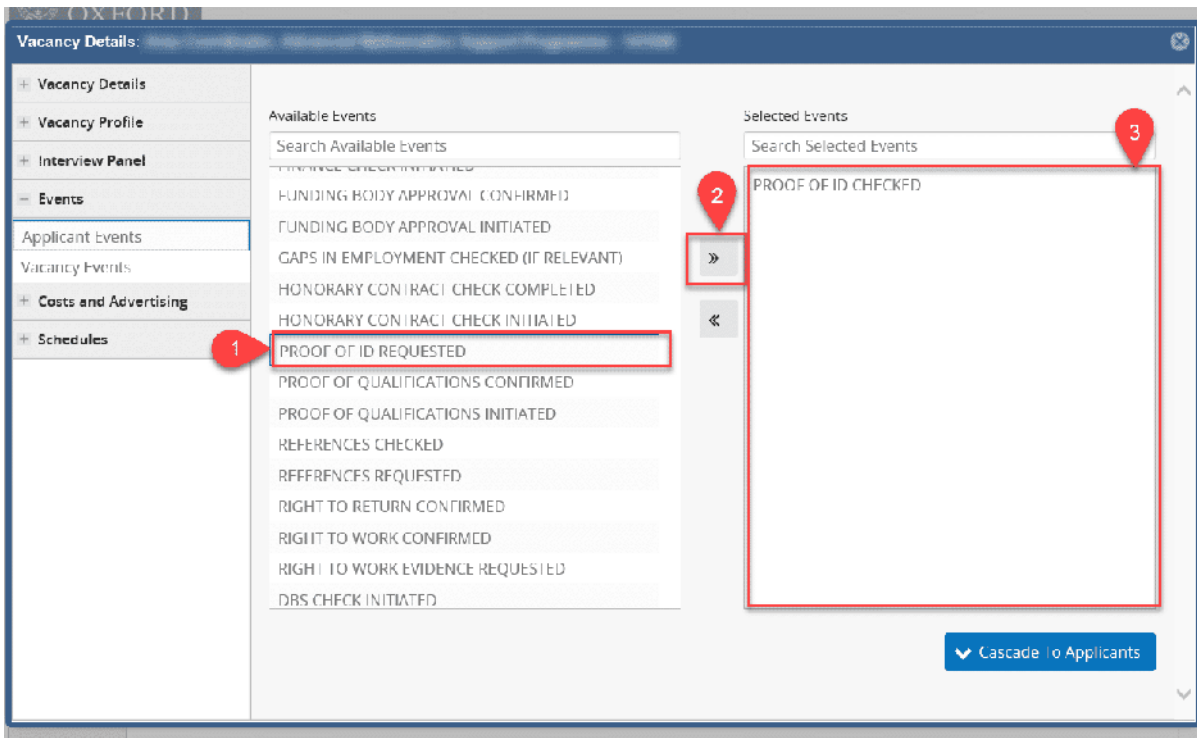 OXFORD
Vacancy Details:
Vacancy Details
Vacancy Profile
Interview Panel
Events
Applicant Events
Vacancy Events
Costs and Advertising
Schedules
Available Events
Search Available Events
FINANCE CHECK INITIATED
FUNDING BODY APPROVAL CONFIRMED
FUNDING BODY APPROVAL INITIATED
GAPS IN EMPLOYMENT CHECKED (IF RELEVANT)
HONORARY CONTRACT CHECK COMPLETED
HONORARY CONTRACT CHECK INITIATED
1
PROOF OF ID REQUESTED
PROOF OF QUALIFICATIONS CONFIRMED
PROOF OF QUALIFICATIONS INITIATED
REFERENCES CHECKED
REFERENCES REQUESTED
RIGHT TO RETURN CONFIRMED
RIGHT TO WORK CONFIRMED
RIGHT TO WORK EVIDENCE REQUESTED
DBS CHECK INITIATED
2
»
«
Selected Events
3
Search Selected Events
PROOF OF ID CHECKED
Cascade To Applicants